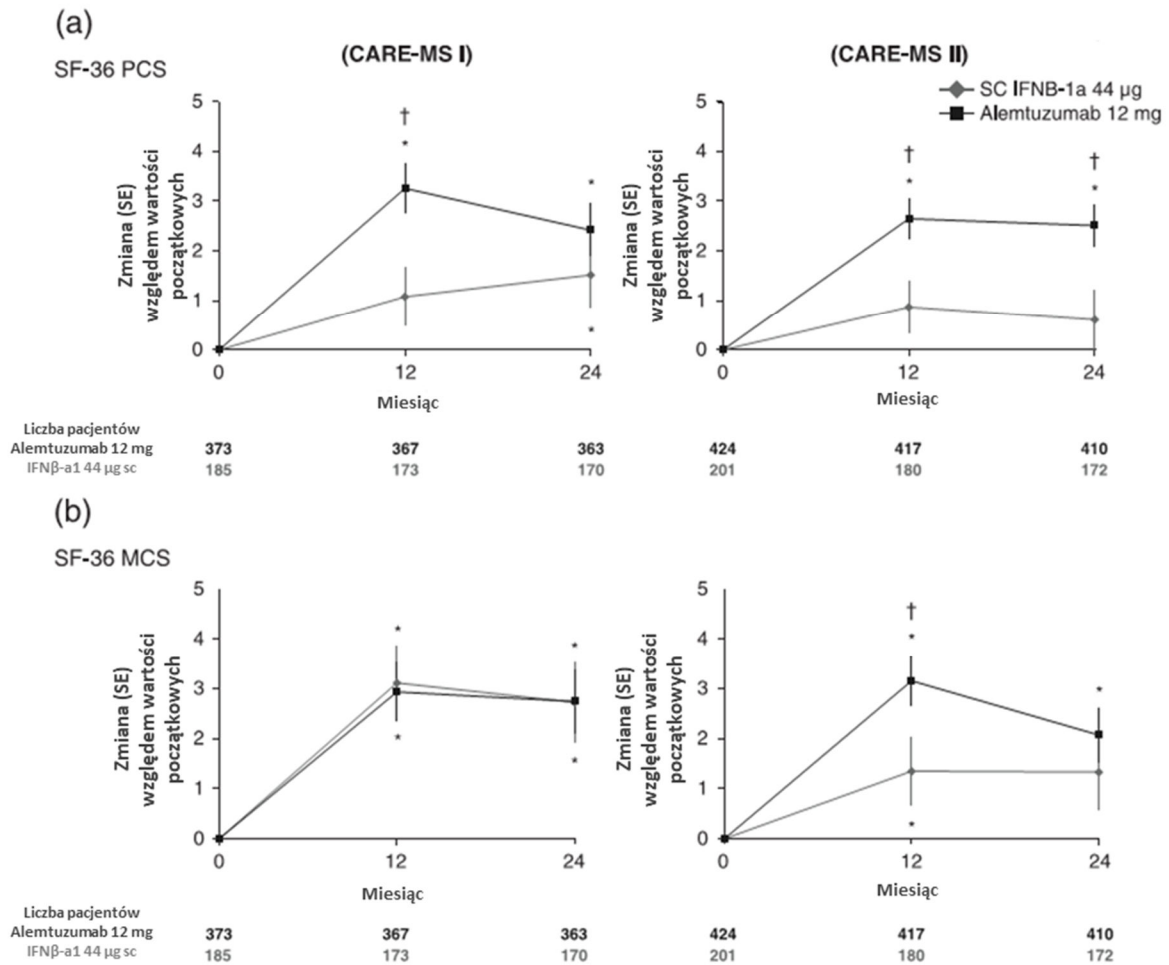 (a)
SF-36 PCS
(CARE-MS I)
(CARE-MS II)
SC IFNB-1a 44 µg
Alemtuzumab 12 mg
Zmiana (SE)
względem wartości
początkowych
5
4
3
2
1
0
†
*
*
*
0
12
24
Miesiąc
Zmiana (SE)
względem wartości
początkowych
5
4
3
2
1
0
†
*
†
*
0
12
24
Miesiąc
Liczba pacjentów
Alemtuzumab 12 mg 373 367 363 424 417 410
IFNβ-a1 44 µg sc 185 173 170 201 180 172
(b)
SF-36 MCS
Zmiana (SE)
względem wartości
początkowych
5
4
3
2
1
0
*
*
*
*
0
12
24
Miesiąc
Zmiana (SE)
względem wartości
początkowych
5
4
3
2
1
0
†
*
*
*
0
12
24
Miesiąc
Liczba pacjentów
Alemtuzumab 12 mg 373 367 363 424 417 410
IFNβ-a1 44 µg sc 185 173 170 201 180 172